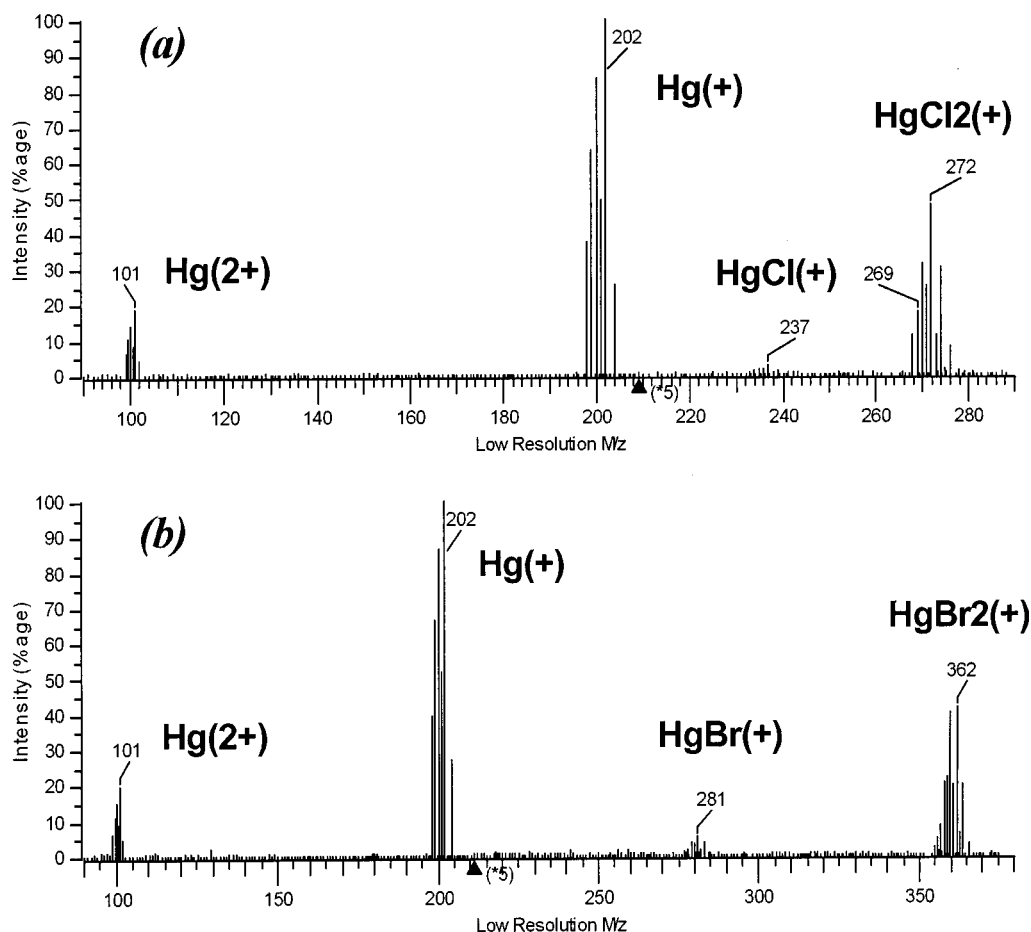 (a)
100
90
80
70
60
50
40
30
20
10
0
Intensity (%age)
Hg(2+)
101
Hg(+)
202
HgCl(+)
237
HgCl2(+)
269
272
(*5)
100 120 140 160 180 200 220 240 260 280
Low Resolution M/z
(b)
100
90
80
70
60
50
40
30
20
10
0
Intensity (%age)
Hg(2+)
101
Hg(+)
202
HgBr(+)
281
HgBr2(+)
362
(*5)
100 200 250 300 350
Low Resolution M/z